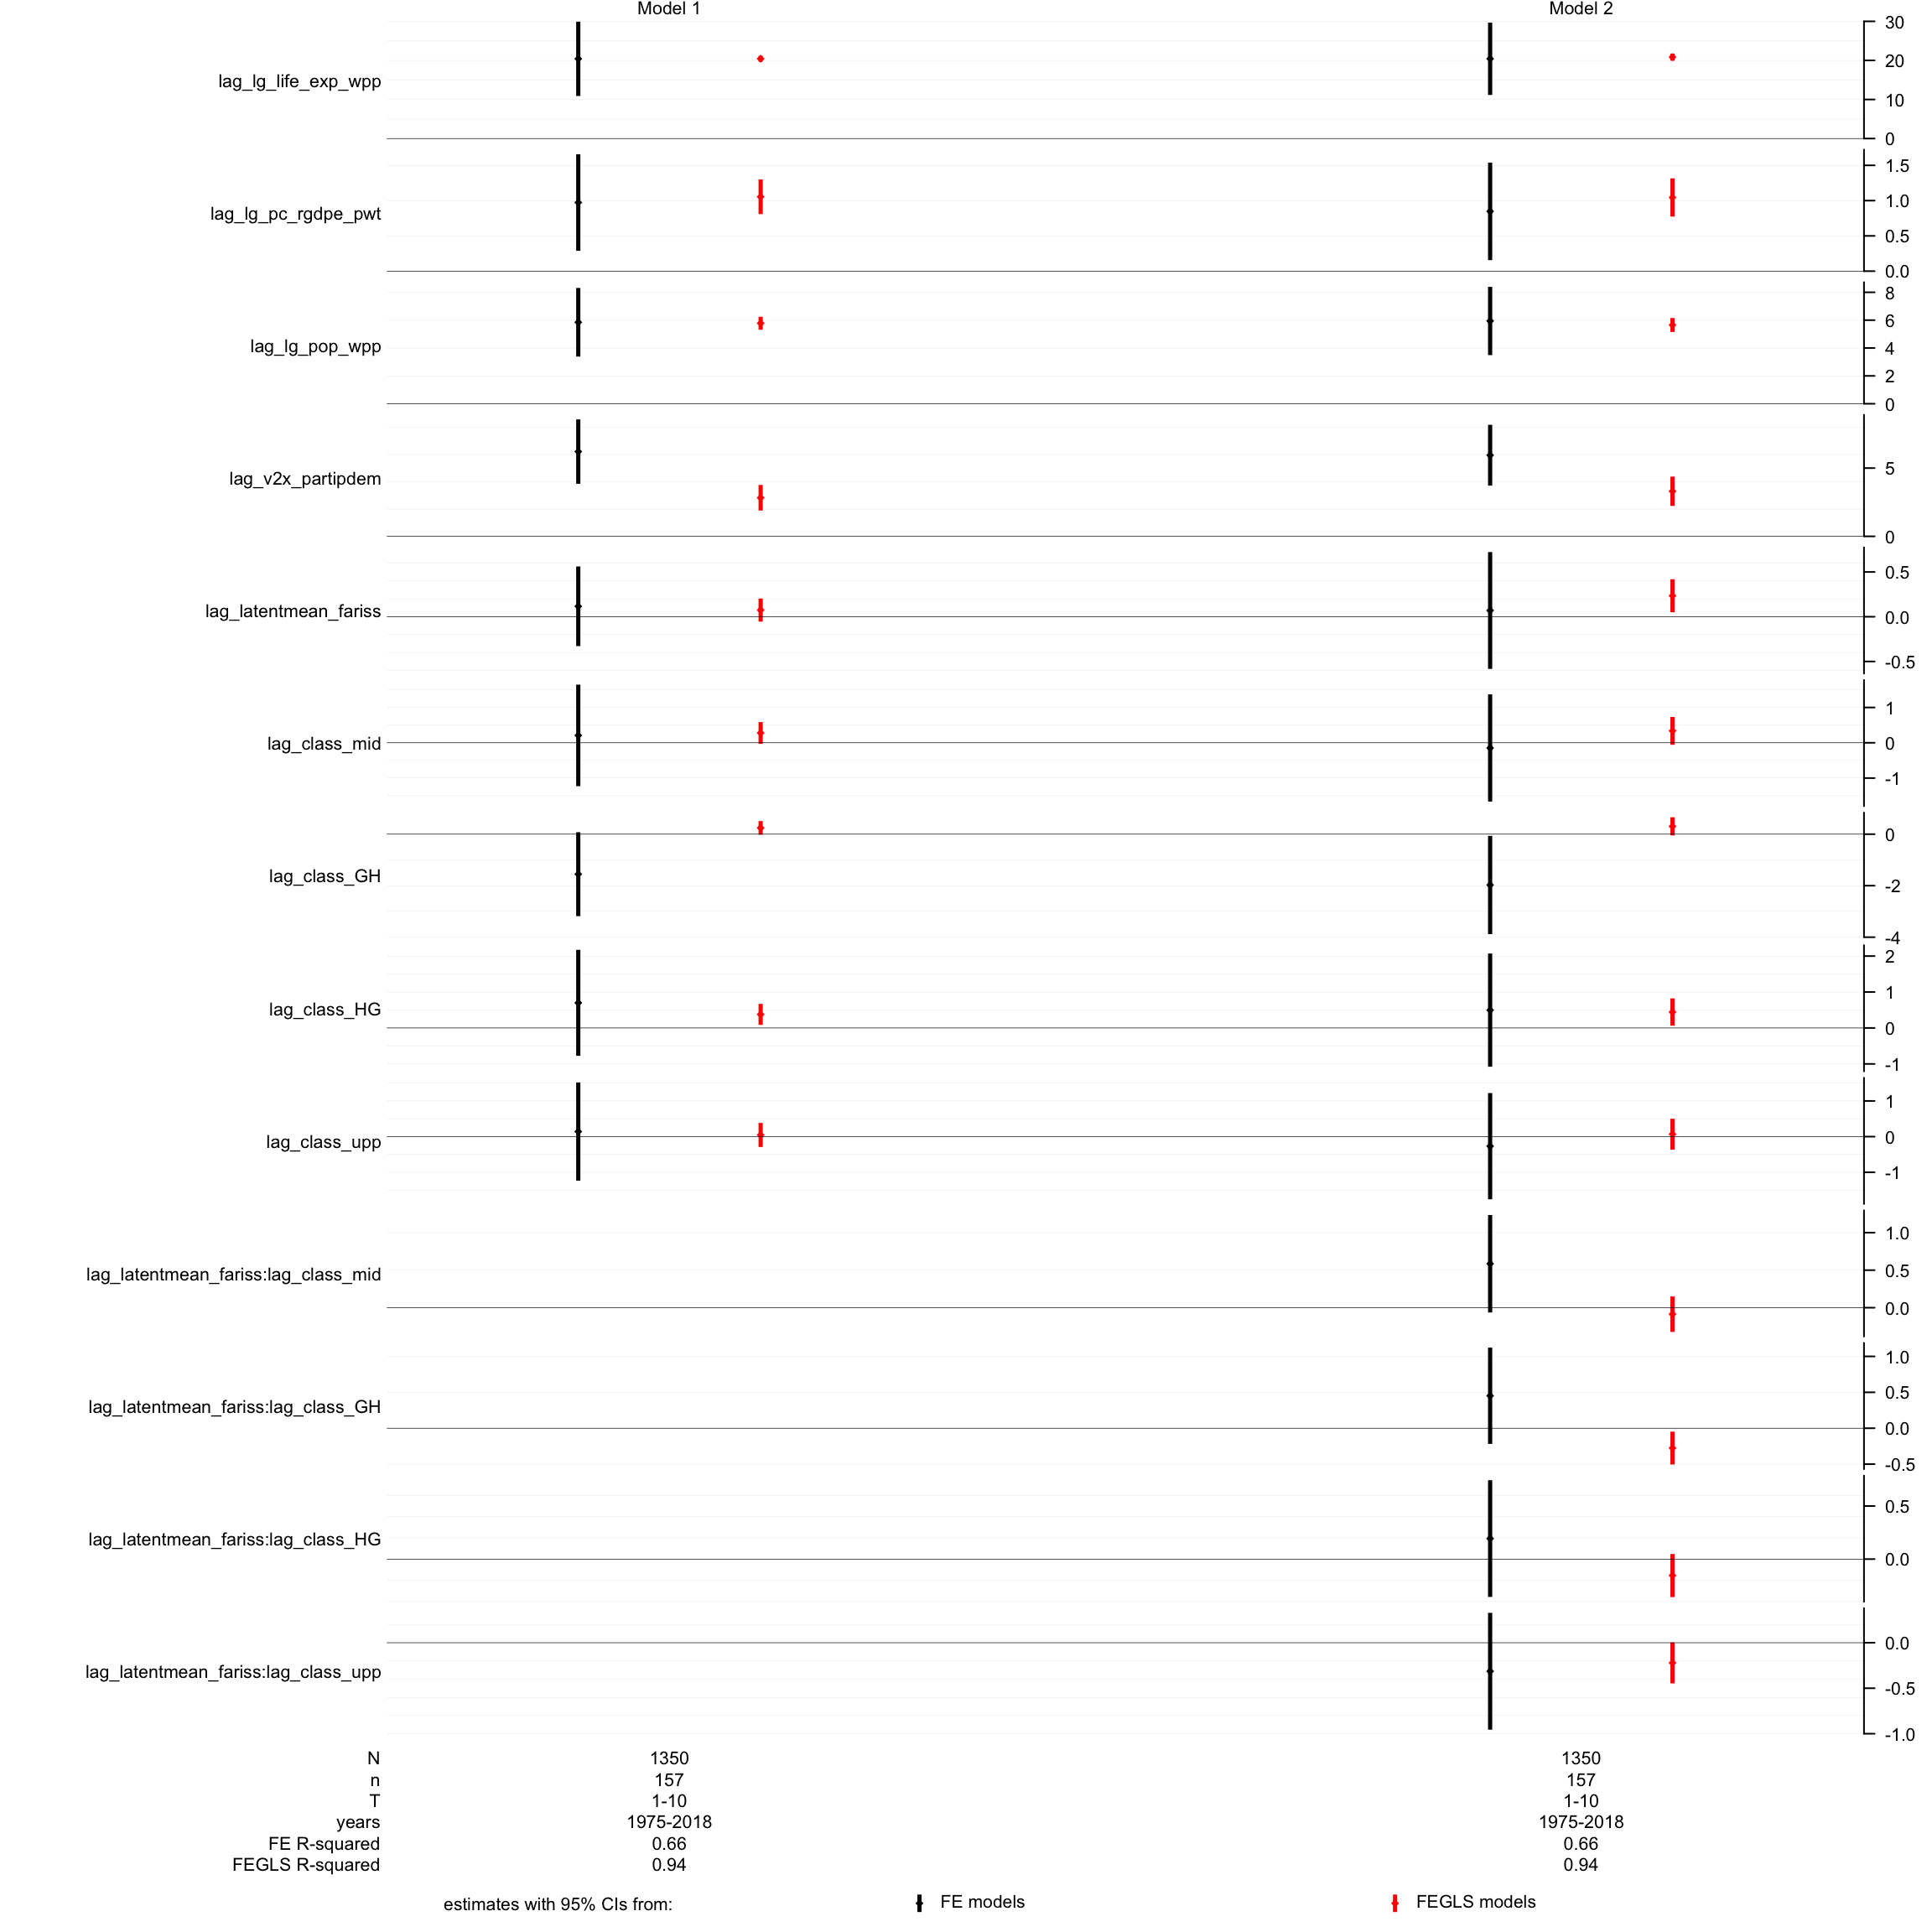 Model 1 Model 2
lag_lg_life_exp_wpp
30
20
10
0
lag_lg_pc_rgdpe_pwt
1.5
1.0
0.5
0.0
lag_lg_pop_wpp
8
6
4
2
0
lag_v2x_partipdem
5
0
lag_latentmean_fariss
0.5
0.0
-0.5
lag_class_mid
1
0
-1
lag_class_GH
0
-2
-4
lag_class_HG
2
1
0
-1
lag_class_upp
1
0
-1
lag_latentmean_fariss:lag_class_mid
1.0
0.5
0.0
lag_latentmean_fariss:lag_class_GH
1.0
0.5
0.0
-0.5
lag_latentmean_fariss:lag_class_HG
0.5
0.0
lag_latentmean_fariss:lag_class_upp
0.0
-0.5
-1.0
N 1350 1350
n 157 157
T 1-10 1-10
years 1975-2018 1975-2018
FE R-squared 0.66 0.66
FEGLS R-squared 0.94 0.94
estimates with 95% CIs from: FE models FEGLS models